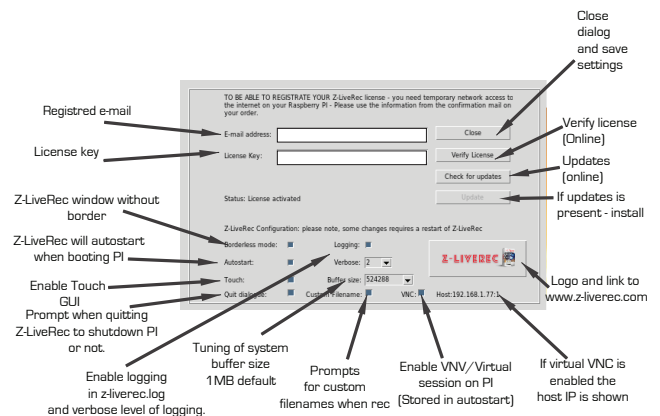 Close
dialog
and save
settings
TO BE ABLE TO REGISTRATE YOUR Z-LiveRec license - you need temporary network access to
the internet on your Raspberry PI - Please use the information from the confirmation mail on
your order.
Registred e-mail
E-mail address:
Close
Verify license
(Online)
License key
License Key:
Verify License
Updates
(online)
Check for updates
Status: License activated
Update
If updates is
present - install
Z-LiveRec window without
border
Z-LiveRec Configuration: please note, some changes requires a restart of Z-LiveRec
Borderless mode:
Logging:
Z-LiveRec will autostart
when booting PI
Autostart:
Verbose:
2
Z-LIVEREC
Enable Touch
GUI
Touch:
Buffer size:
524288
Logo and link to
www.z-liverec.com
Prompt when quitting
Z-LiveRec to shutdown PI
or not.
Quit dialogue:
Custom Filename:
VNC:
Host:192.168.1.77:1
Enable logging
in z-liverec.log
and verbose level of logging.
Tuning of system
buffer size
1MB default
Prompts
for custom
filenames when rec
Enable VNV/Virtual
session on PI
(Stored in autostart)
If virtual VNC is
enabled the
host IP is shown